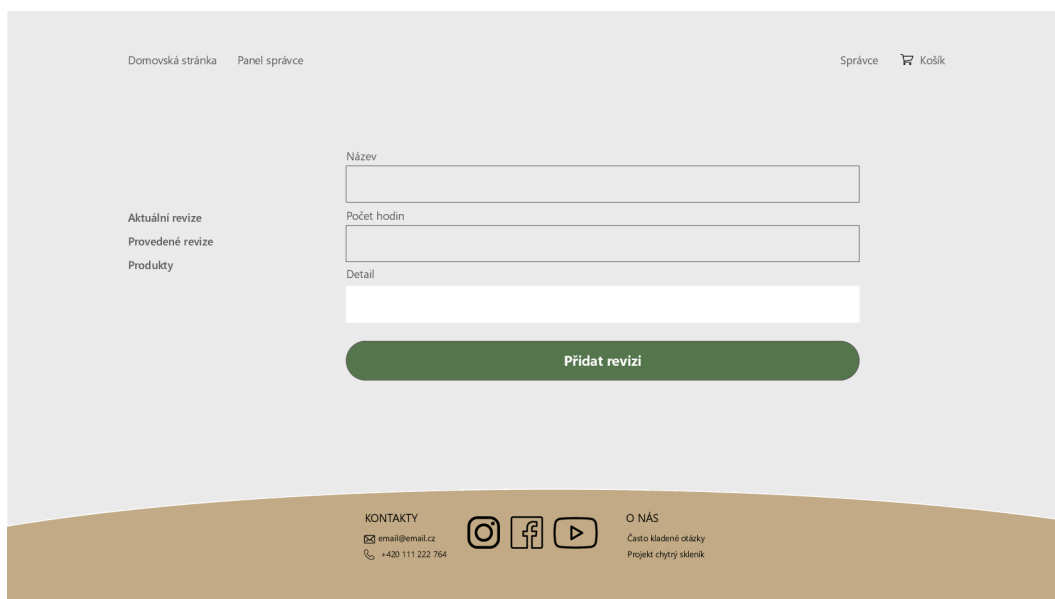 Domovská stránka Panel správce Správce Košík
Název
Aktuální revize
Počet hodin
Provedené revize
Produkty
Detail
Přidat revizi
KONTAKTY
email@email.cz
+420 111 222 764
O NÁS
Často kladené otázky
Projekt chytrý skleník